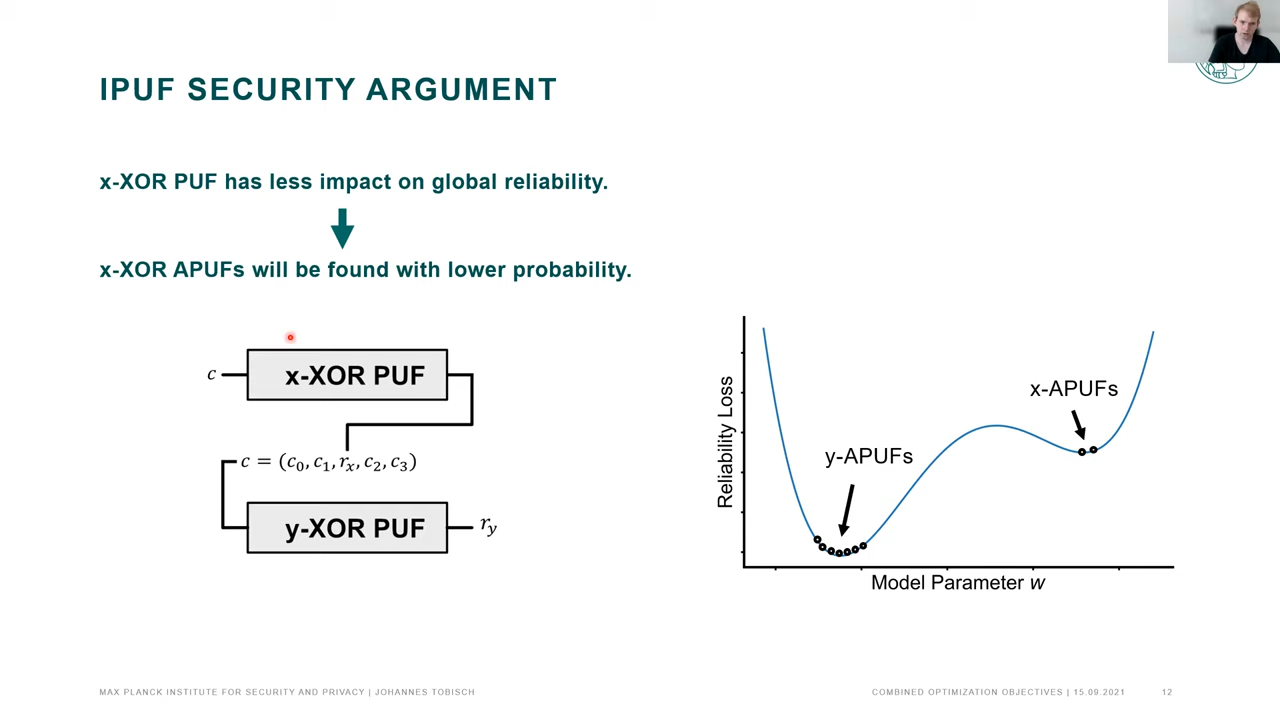 IPUF SECURITY ARGUMENT
x-XOR PUF has less impact on global reliability.
x-XOR APUFs will be found with lower probability.
c
x-XOR PUF
c = (c₀, c₁, rₓ, c₂, c₃)
y-XOR PUF
r_y
Reliability Loss
y-APUFs
x-APUFs
Model Parameter w
MAX PLANCK INSTITUTE FOR SECURITY AND PRIVACY | JOHANNES TOBISCH
COMBINED OPTIMIZATION OBJECTIVES | 15.09.2021
12